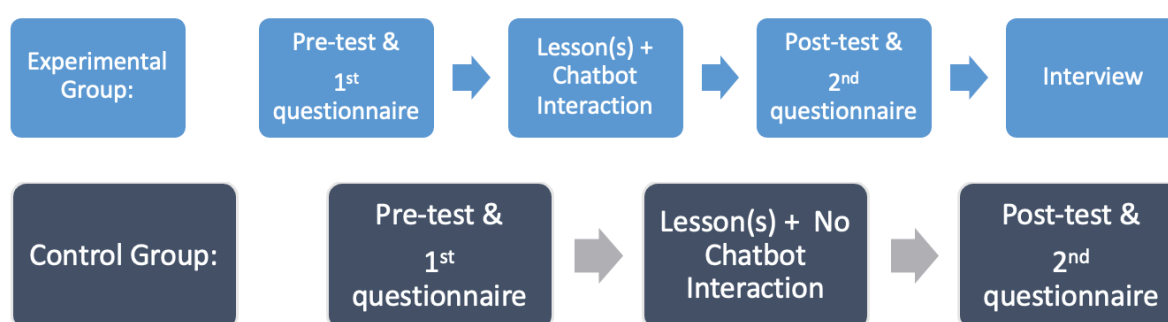 Experimental
Group:
Pre-test &
1st
questionnaire
Lesson(s) +
Chatbot
Interaction
Post-test &
2nd
questionnaire
Interview
Control Group:
Pre-test &
1st
questionnaire
Lesson(s) + No
Chatbot
Interaction
Post-test &
2nd
questionnaire